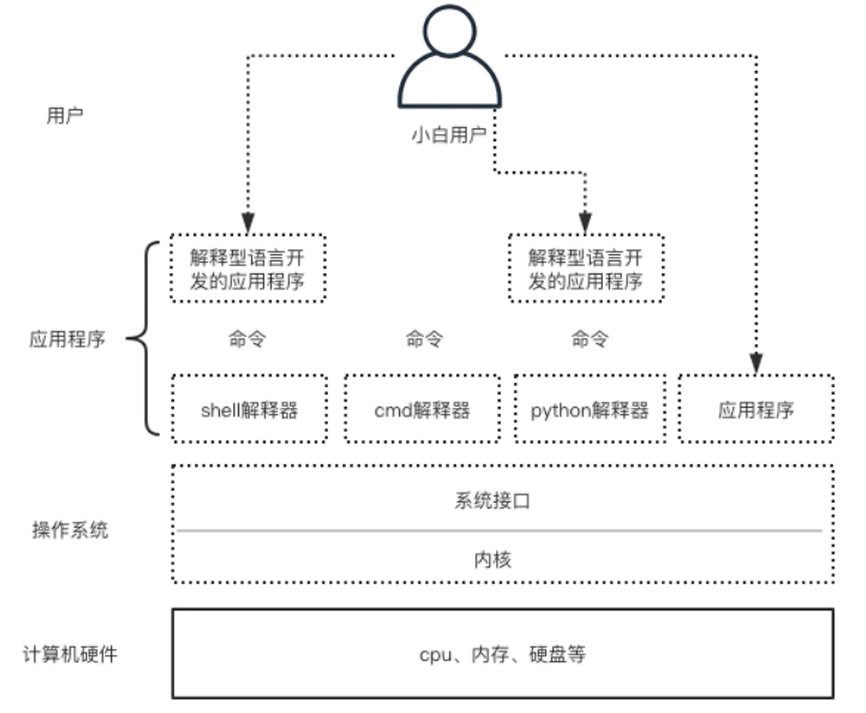 用户
小白用户
解释型语言开
发的应用程序
解释型语言开
发的应用程序
应用程序
命令
命令
命令
shell解释器
cmd解释器
python解释器
应用程序
操作系统
系统接口
内核
计算机硬件
cpu、内存、硬盘等